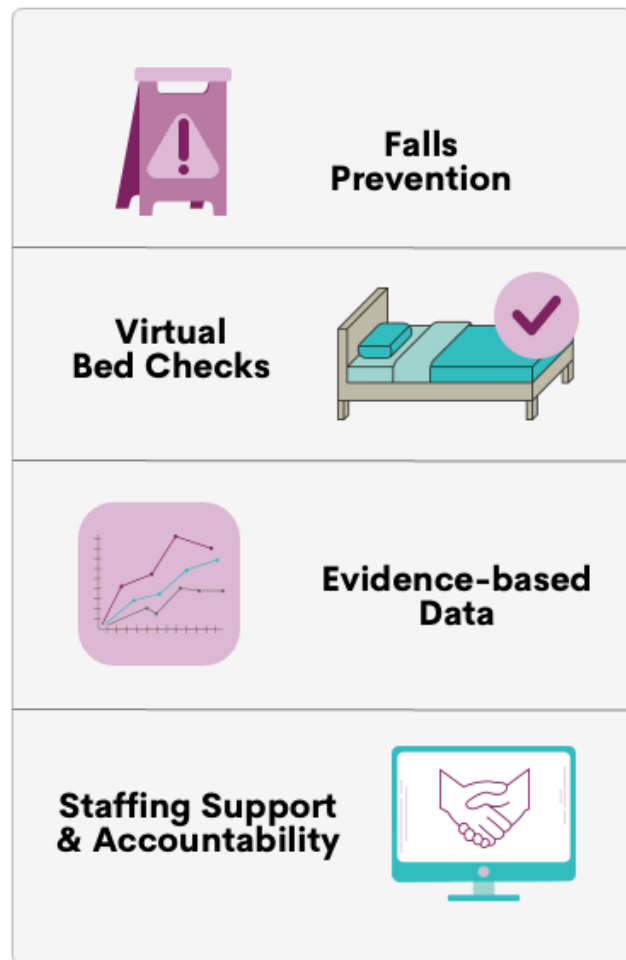 Falls
Prevention
Virtual
Bed Checks
Evidence-based
Data
Staffing Support
& Accountability